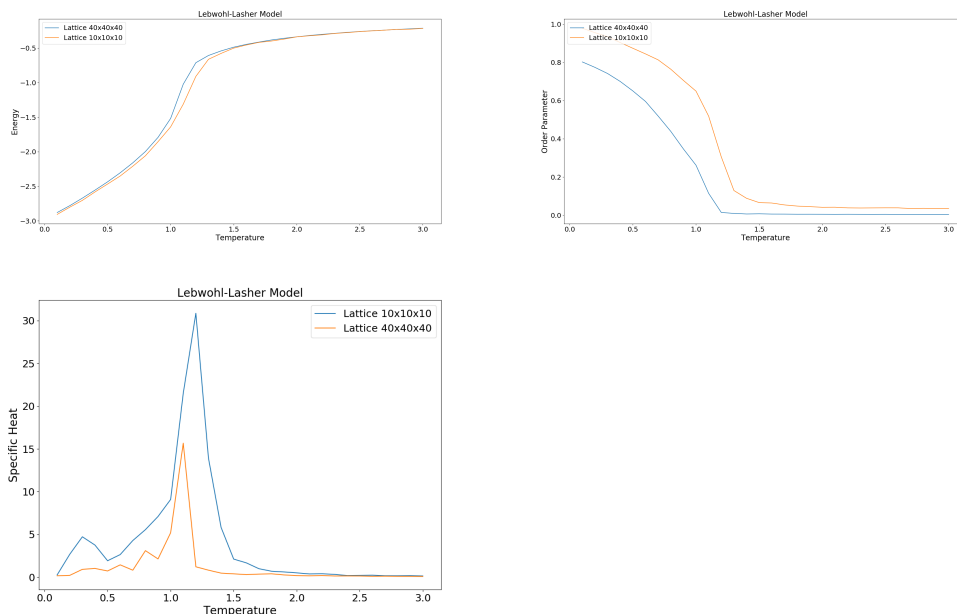 Lebwohl-Lasher Model
Lattice 40x40x40
Lattice 10x10x10
−0.5
−1.0
−1.5
−2.0
−2.5
−3.0
Energy
0.0 0.5 1.0 1.5 2.0 2.5 3.0
Temperature
Lebwohl-Lasher Model
Lattice 40x40x40
Lattice 10x10x10
1.0
0.8
0.6
0.4
0.2
0.0
Order Parameter
0.0 0.5 1.0 1.5 2.0 2.5 3.0
Temperature
Lebwohl-Lasher Model
Lattice 10x10x10
Lattice 40x40x40
30
25
20
15
10
5
0
Specific Heat
0.0 0.5 1.0 1.5 2.0 2.5 3.0
Temperature